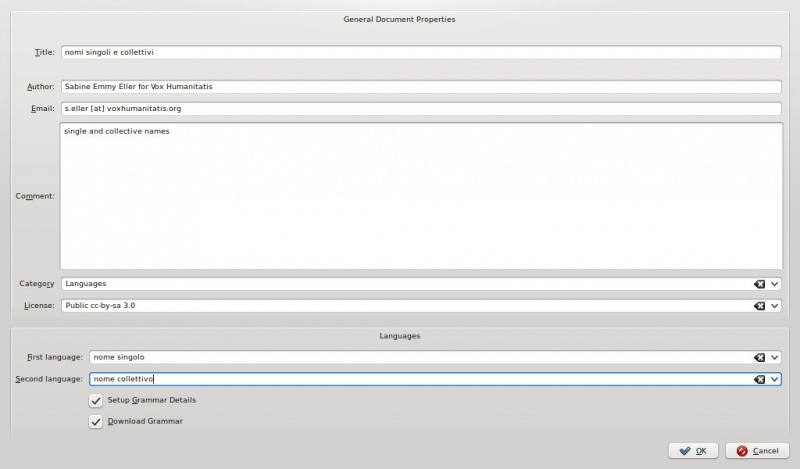 General Document Properties
Title: nomi singoli e collettivi
Author: Sabine Emmy Eller for Vox Humanitatis
Email: s.eller [at] voxhumanitatis.org
Comment: single and collective names
Category Languages
License: Public cc-by-sa 3.0
Languages
First language: nome singolo
Second language: nome collettivo
Setup Grammar Details
Download Grammar
OK Cancel